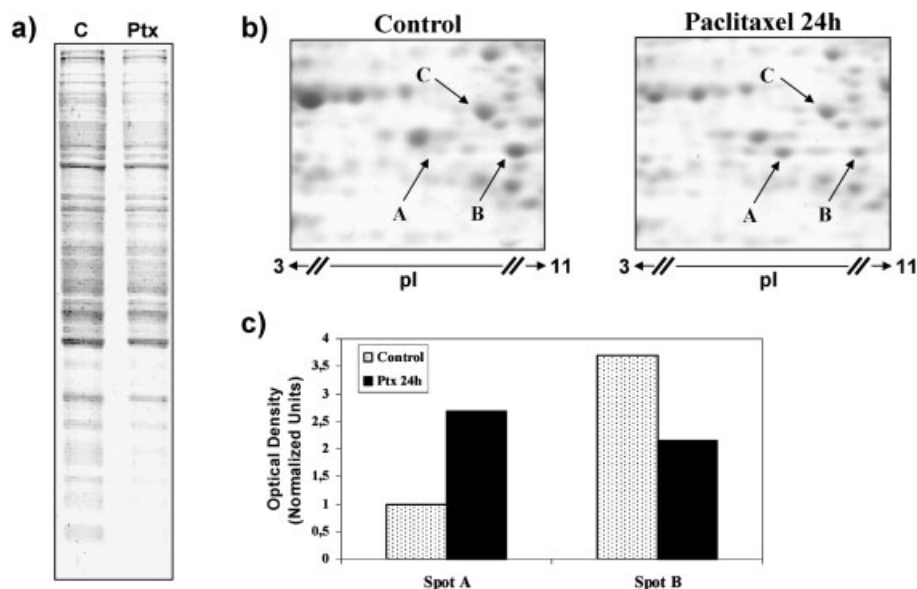 a)
C Ptx
b)
Control
C
A
B
3 11
pI
Paclitaxel 24h
C
A
B
3 11
pI
c)
Optical Density
(Normalized Units)
4
3,5
3
2,5
2
1,5
1
0,5
0
Control
Ptx 24h
Spot A Spot B